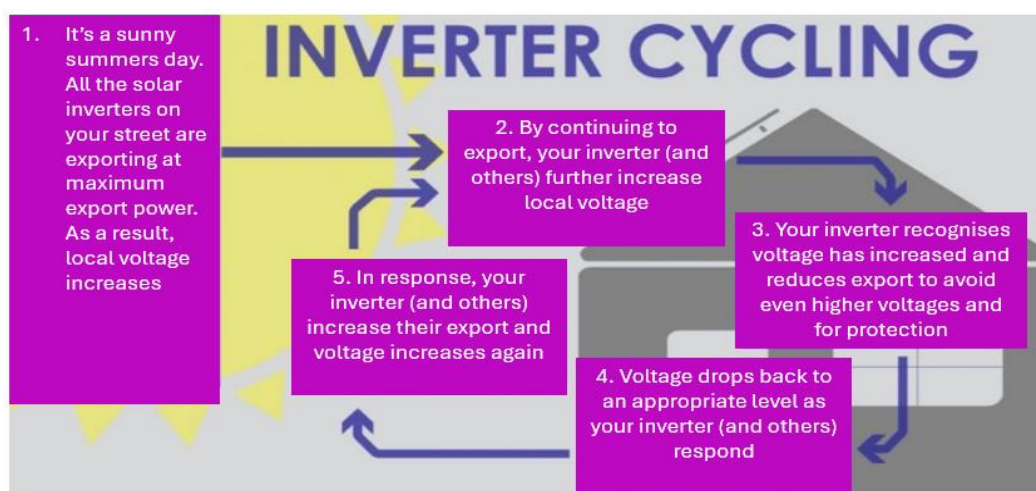 INVERTER CYCLING
1. It's a sunny
summers day.
All the solar
inverters on
your street are
exporting at
maximum
export power.
As a result,
local voltage
increases
2. By continuing to
export, your inverter (and
others) further increase
local voltage
3. Your inverter recognises
voltage has increased and
reduces export to avoid
even higher voltages and
for protection
4. Voltage drops back to
an appropriate level as
your inverter (and others)
respond
5. In response, your
inverter (and others)
increase their export and
voltage increases again